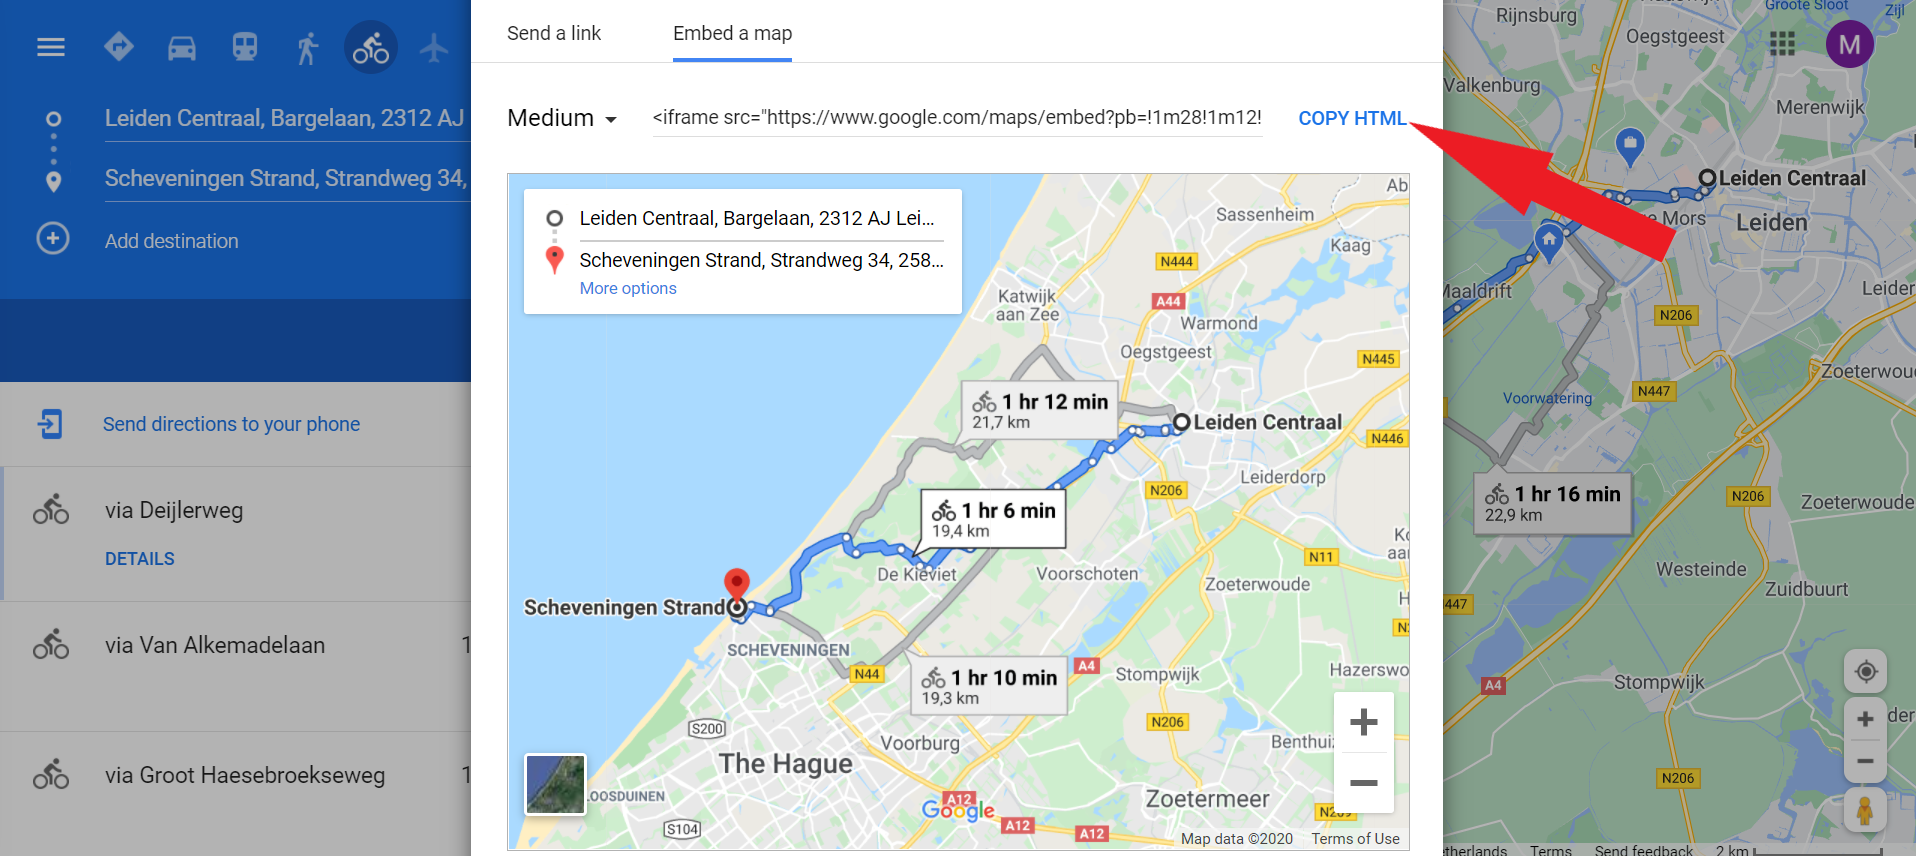 Leiden Centraal, Bargelaan, 2312 AJ
Scheveningen Strand, Strandweg 34,
Add destination
Send directions to your phone
via Deijlerweg
DETAILS
via Van Alkemadelaan
1
via Groot Haesebroekseweg
1
Send a link
Embed a map
Medium
<iframe src="https://www.google.com/maps/embed?pb=!1m28!1m12!
COPY HTML
Leiden Centraal, Bargelaan, 2312 AJ Lei...
Scheveningen Strand, Strandweg 34, 258...
More options
Ab
Sassenheim
Kaag
N444
Katwijk
aan Zee
A44
Warmond
Oegstgeest
N445
1 hr 12 min
21,7 km
Leiden Centraal
N446
Leiderdorp
N206
1 hr 6 min
19,4 km
N11
De Kieviet
Voorschoten
Zoeterwoude
Scheveningen Strand
SCHEVENINGEN
N44
1 hr 10 min
19,3 km
A4
Stompwijk
Hazerswo
S200
Voorburg
N206
Benthuiz
The Hague
LOOSDUINEN
A12
Google
Zoetermeer
S104
A12
A12
Map data ©2020
Terms of Use
Rijnsburg
Groote Sloot
Zijl
Oegstgeest
M
Valkenburg
Merenwijk
Leiden Centraal
Mors
Leiden
Maaldrift
Leider
N206
Zoeterwou
N447
Voorwatering
1 hr 16 min
22,9 km
N206
Zoeterwoude
Westeinde
Zuidbuurt
447
A4
Stompwijk
N206
etherlands
Terms
Send feedback
2 km